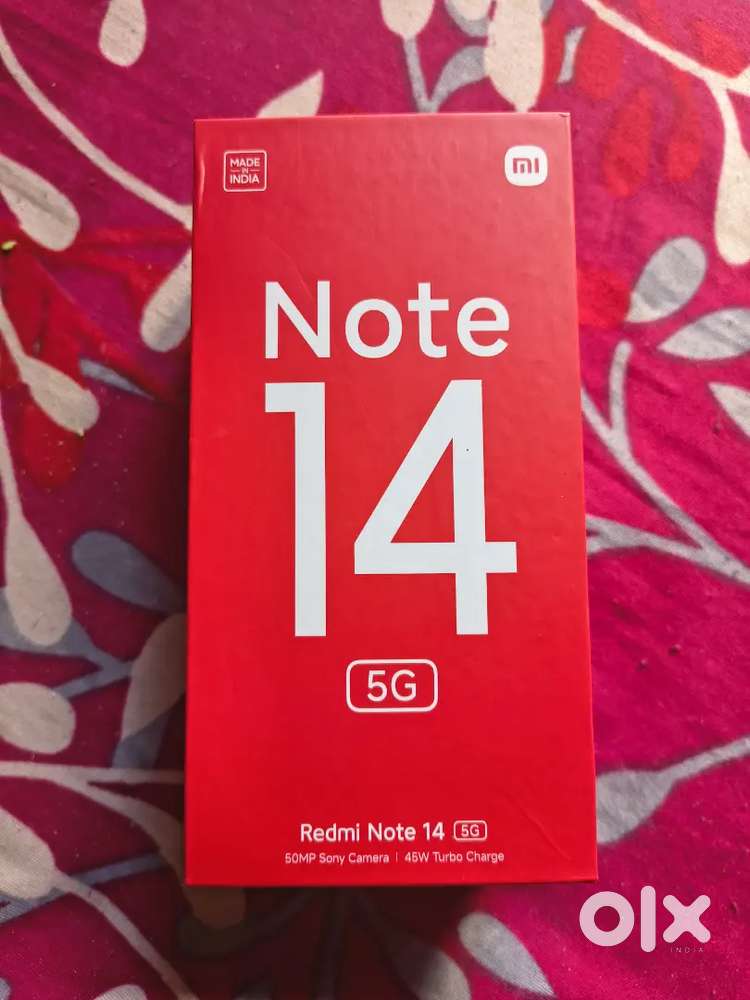 MADE
IN
INDIA
mi
Note
14
5G
Redmi Note 14 5G
50MP Sony Camera | 45W Turbo Charge
olx
INDIA